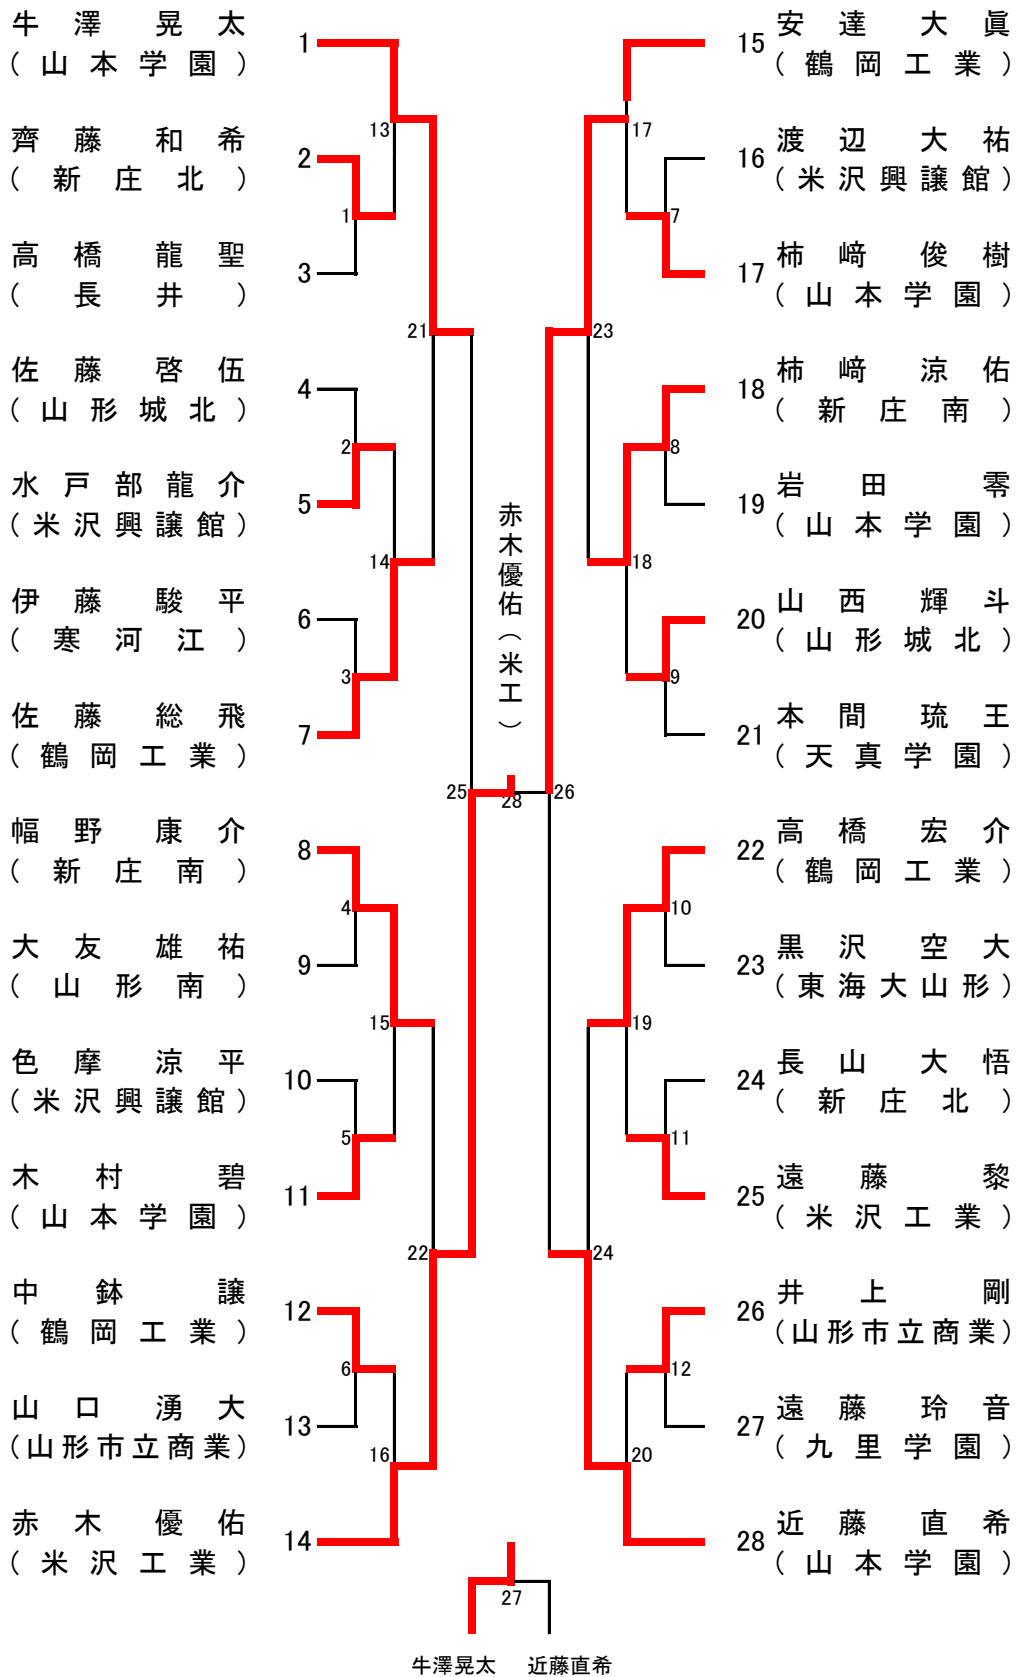 牛澤晃太
(山本学園)
1
齊藤和希
(新庄北)
2
高橋龍聖
(長井)
3
佐藤啓伍
(山形城北)
4
水戸部龍介
(米沢興譲館)
5
伊藤駿平
(寒河江)
6
佐藤総飛
(鶴岡工業)
7
幅野康介
(新庄南)
8
大友雄祐
(山形南)
9
色摩涼平
(米沢興譲館)
10
木村碧
(山本学園)
11
中鉢譲
(鶴岡工業)
12
山口湧大
(山形市立商業)
13
赤木優佑
(米沢工業)
14
13
1
21
2
14
3
25
4
15
5
22
6
16
赤木優佑(米工)
28
27
牛澤晃太 近藤直希
17
7
23
8
18
9
26
10
19
11
24
12
20
15
安達大眞
(鶴岡工業)
16
渡辺大祐
(米沢興譲館)
17
柿﨑俊樹
(山本学園)
18
柿﨑涼佑
(新庄南)
19
岩田零
(山本学園)
20
山西輝斗
(山形城北)
21
本間琉王
(天真学園)
22
高橋宏介
(鶴岡工業)
23
黒沢空大
(東海大山形)
24
長山大悟
(新庄北)
25
遠藤黎
(米沢工業)
26
井上剛
(山形市立商業)
27
遠藤玲音
(九里学園)
28
近藤直希
(山本学園)